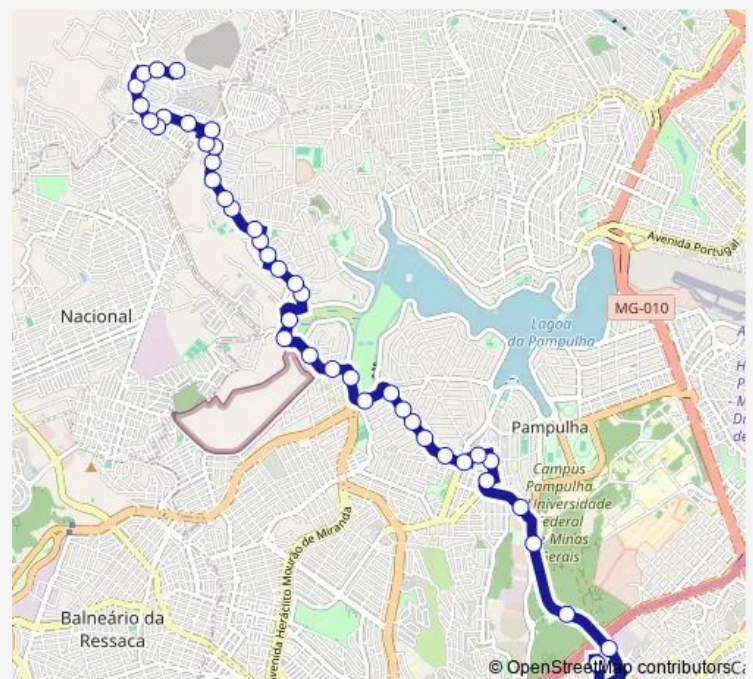 Avenida Portugal
MG-010
Nacional
Lagoa
da Pampulha
Pampulha
Campus
Pampulha
Universidade
Federal
de Minas
Gerais
Avenida Heráclito Mourão de Miranda
Balneário da
Ressaca
© OpenStreetMap contributors